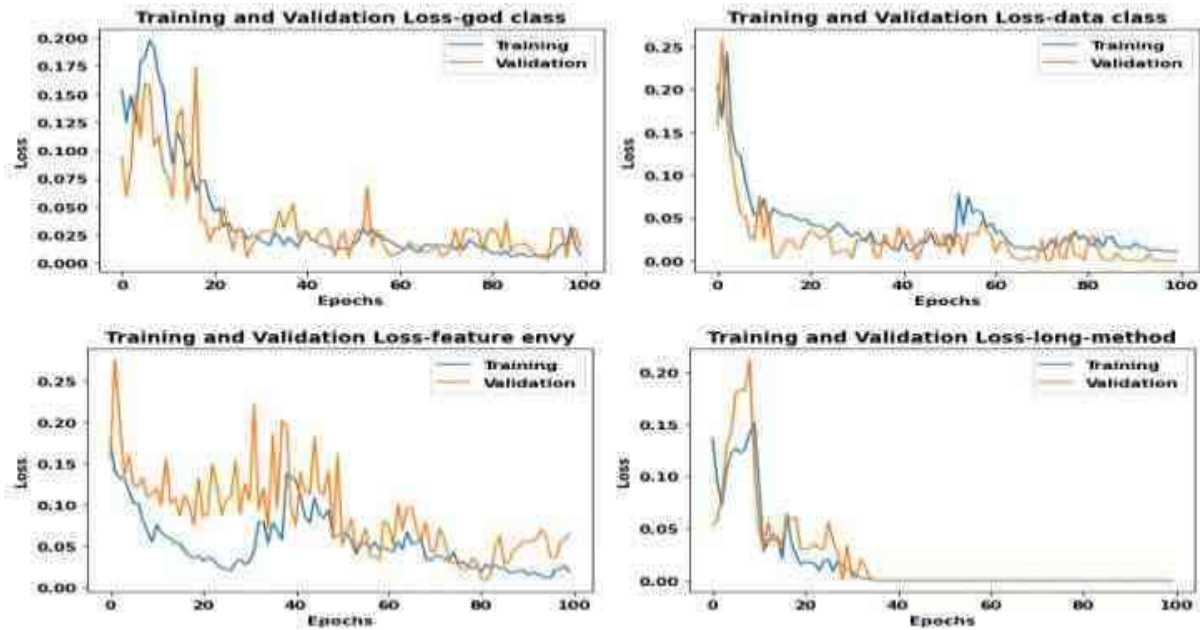 Training and Validation Loss-god class
Training
Validation
0.200
0.175
0.150
0.125
0.100
0.075
0.050
0.025
0.000
Loss
0 20 40 60 80 100
Epochs
Training and Validation Loss-data class
Training
Validation
0.25
0.20
0.15
0.10
0.05
0.00
Loss
0 20 40 60 80 100
Epochs
Training and Validation Loss-feature envy
Training
Validation
0.25
0.20
0.15
0.10
0.05
0.00
Loss
0 20 40 60 80 100
Epochs
Training and Validation Loss-long-method
Training
Validation
0.20
0.15
0.10
0.05
0.00
Loss
0 20 40 60 80 100
Epochs